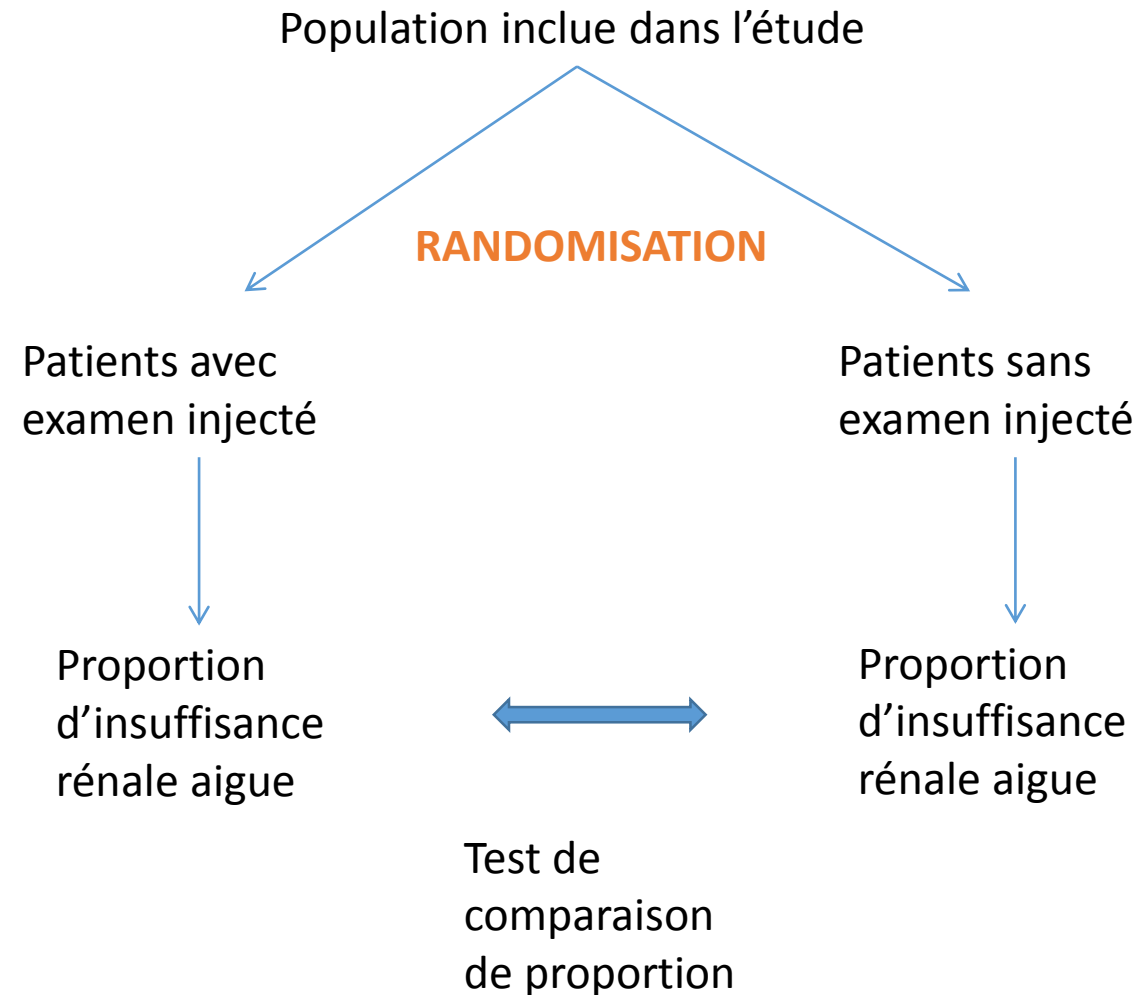 Population inclue dans l’étude
RANDOMISATION
Patients avec
examen injecté
Patients sans
examen injecté
Proportion
d’insuffisance
rénale aigue
Proportion
d’insuffisance
rénale aigue
Test de
comparaison
de proportion